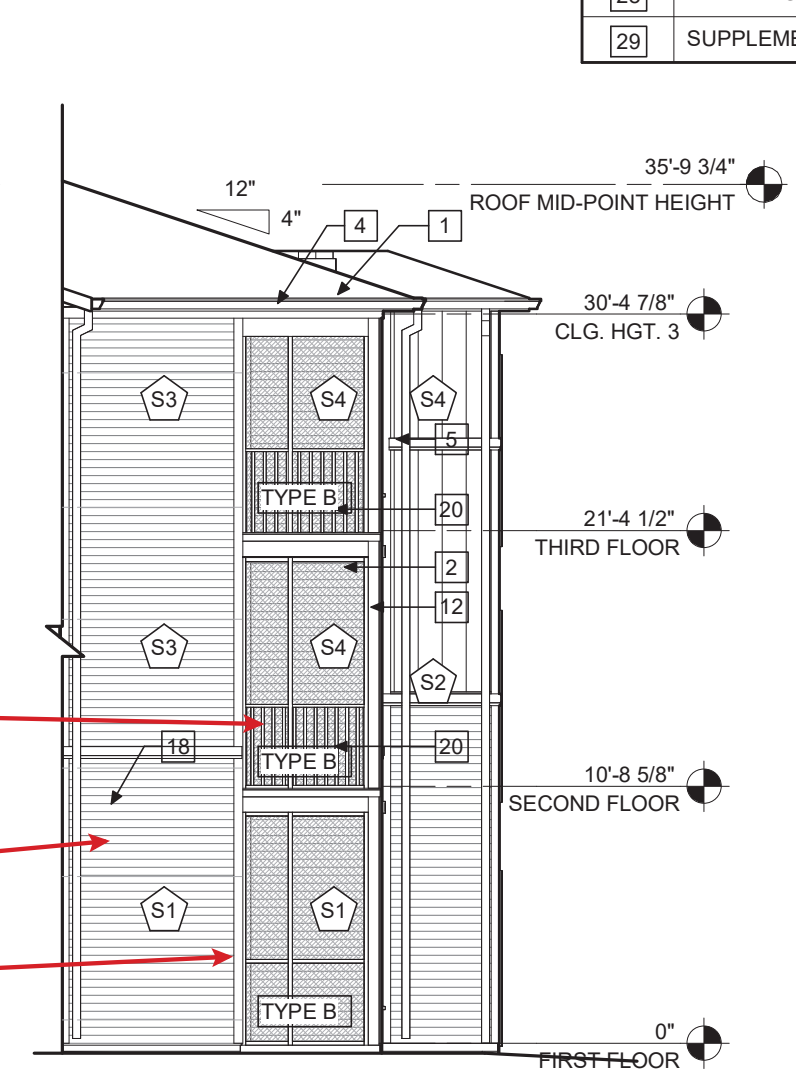 29 SUPPLEME
35'-9 3/4"
ROOF MID-POINT HEIGHT
12"
4"
4
1
30'-4 7/8"
CLG. HGT. 3
S3
S4
S4
5
TYPE B
20
21'-4 1/2"
THIRD FLOOR
2
12
S3
S4
S2
18
20
TYPE B
10'-8 5/8"
SECOND FLOOR
S1
S1
TYPE B
0"
FIRST FLOOR